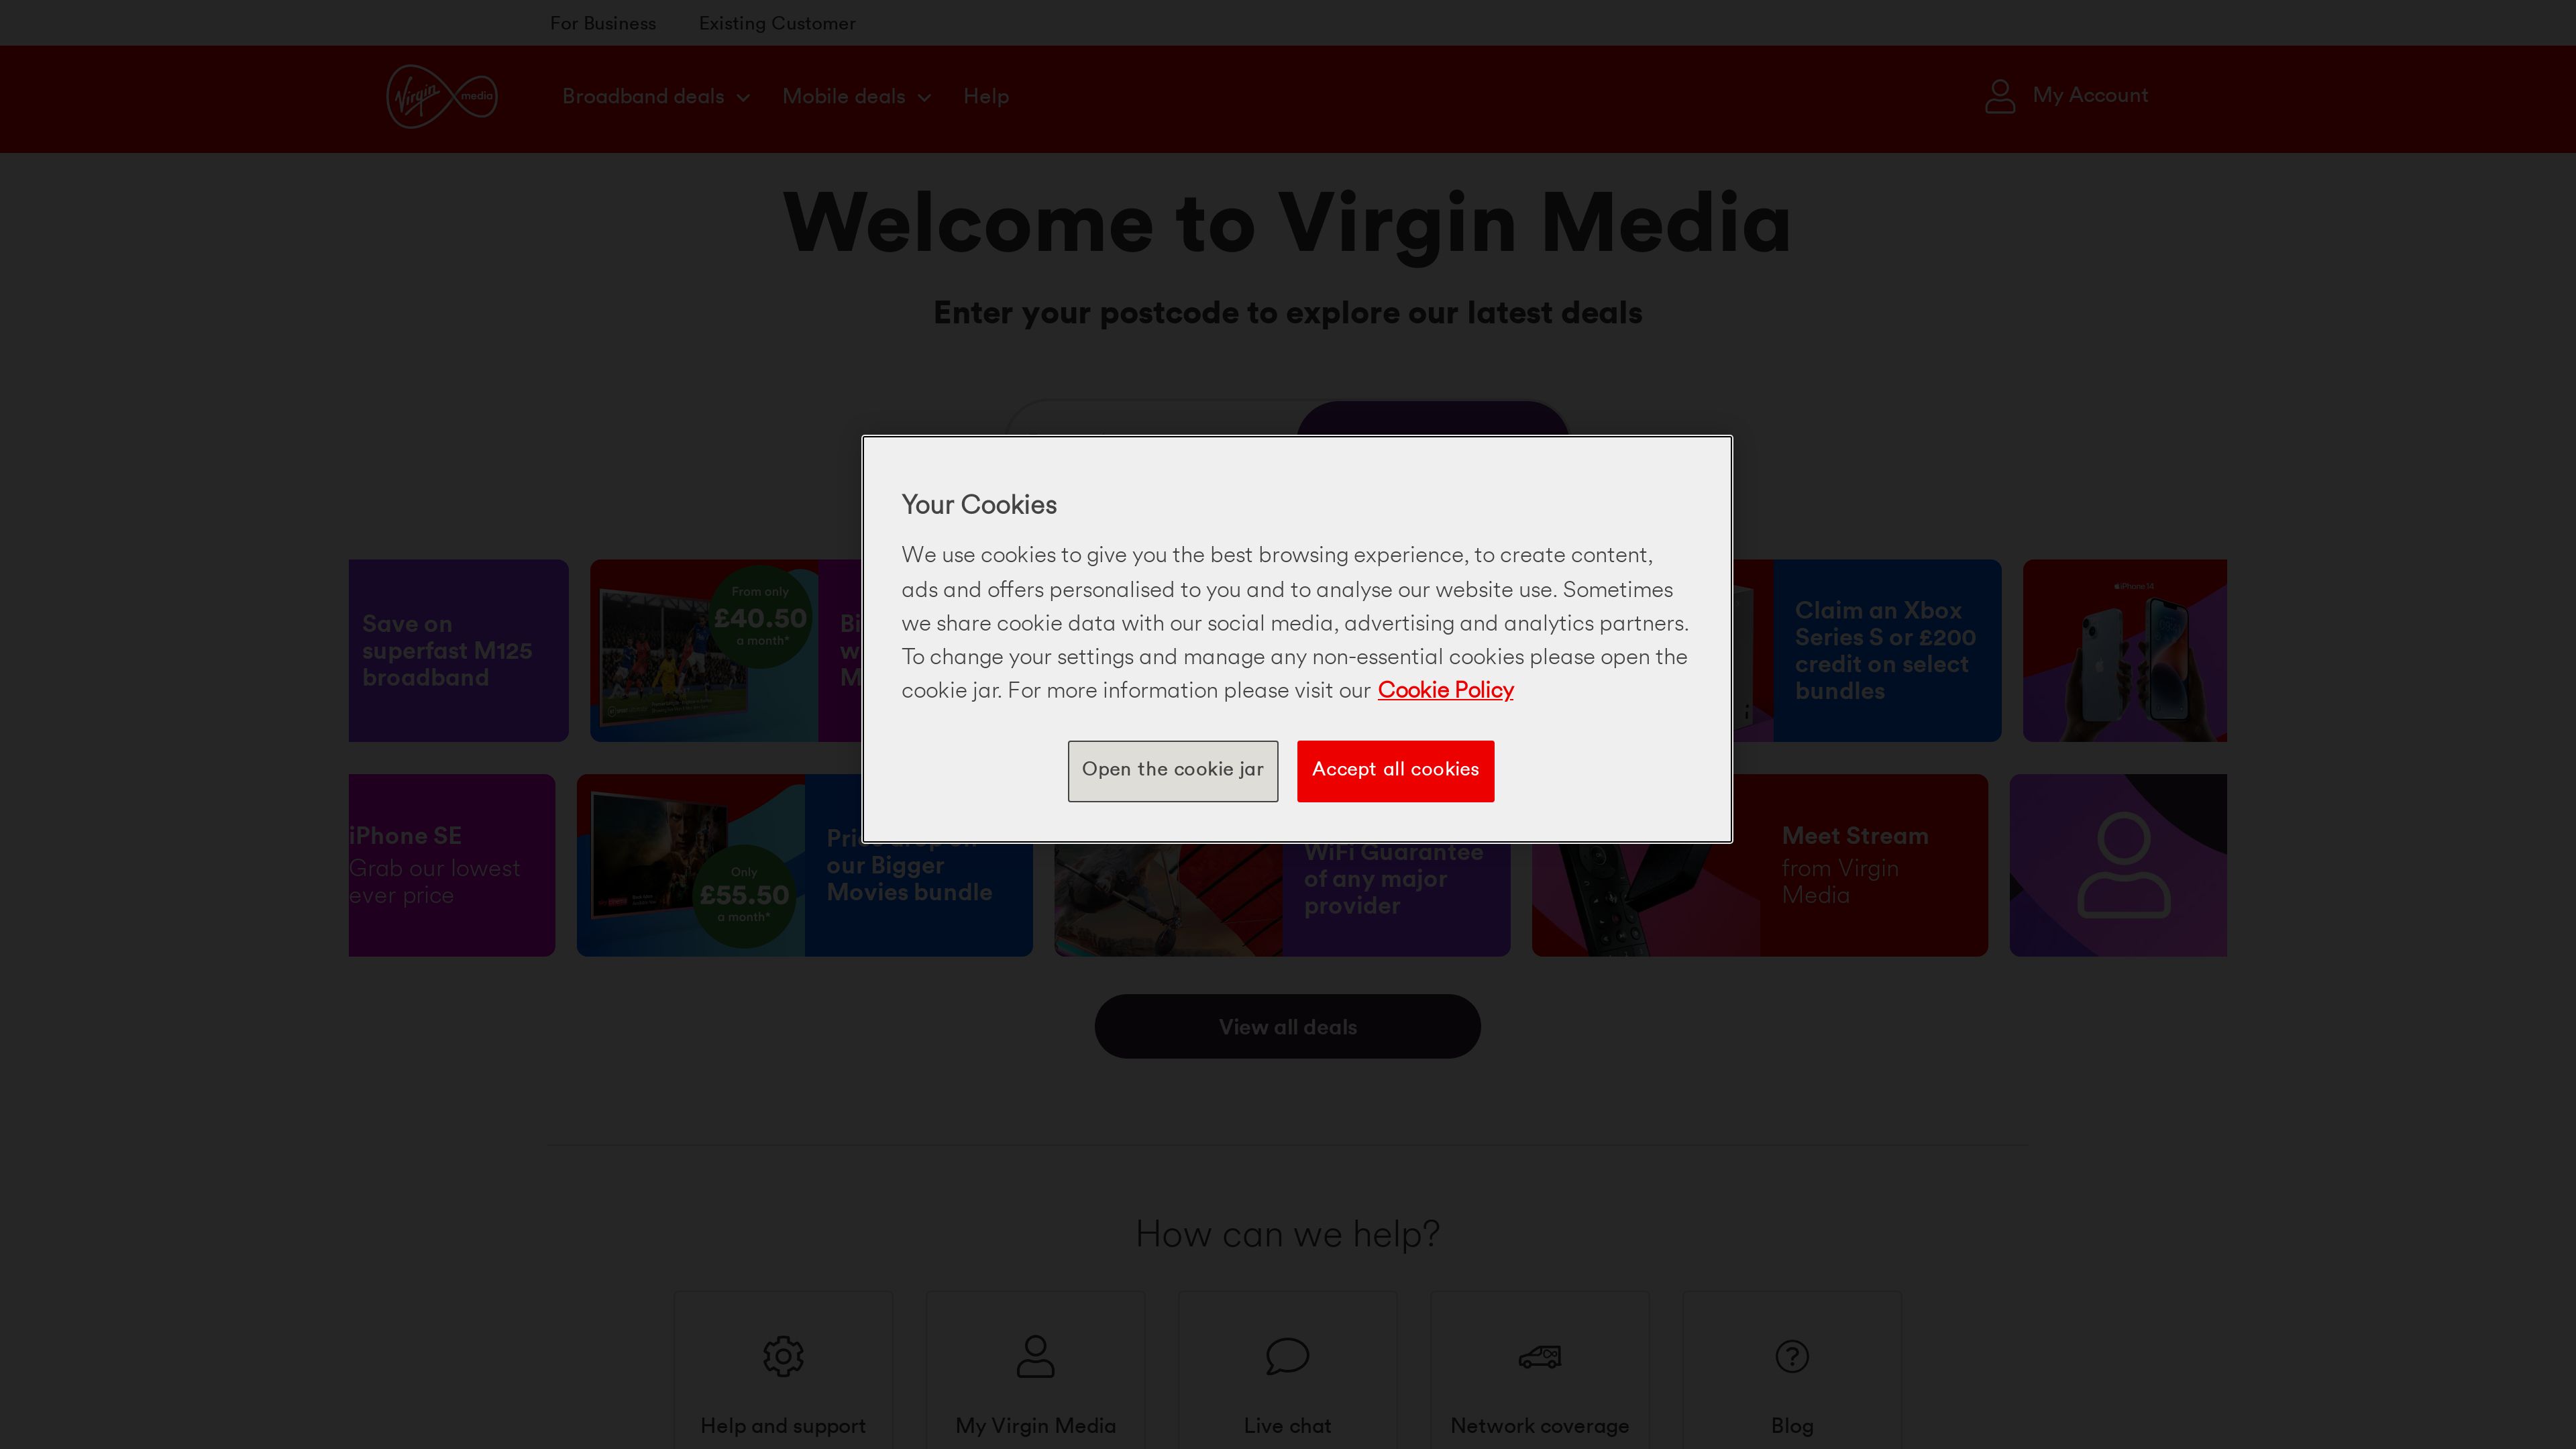 For Business
Existing Customer
Virgin media
Broadband deals
Mobile deals
Help
My Account
Welcome to Virgin Media
Enter your postcode to explore our latest deals
Your Cookies
We use cookies to give you the best browsing experience, to create content,
ads and offers personalised to you and to analyse our website use. Sometimes
we share cookie data with our social media, advertising and analytics partners.
To change your settings and manage any non-essential cookies please open the
cookie jar. For more information please visit our Cookie Policy
Open the cookie jar
Accept all cookies
Save on
superfast M125
broadband
From only
£40.50
a month*
Claim an Xbox
Series S or £200
credit on select
bundles
iPhone 14
iPhone SE
Grab our lowest
ever price
Only
£55.50
a month*
our Bigger
Movies bundle
WiFi Guarantee
of any major
provider
Meet Stream
from Virgin
Media
View all deals
How can we help?
Help and support
My Virgin Media
Live chat
Network coverage
Blog